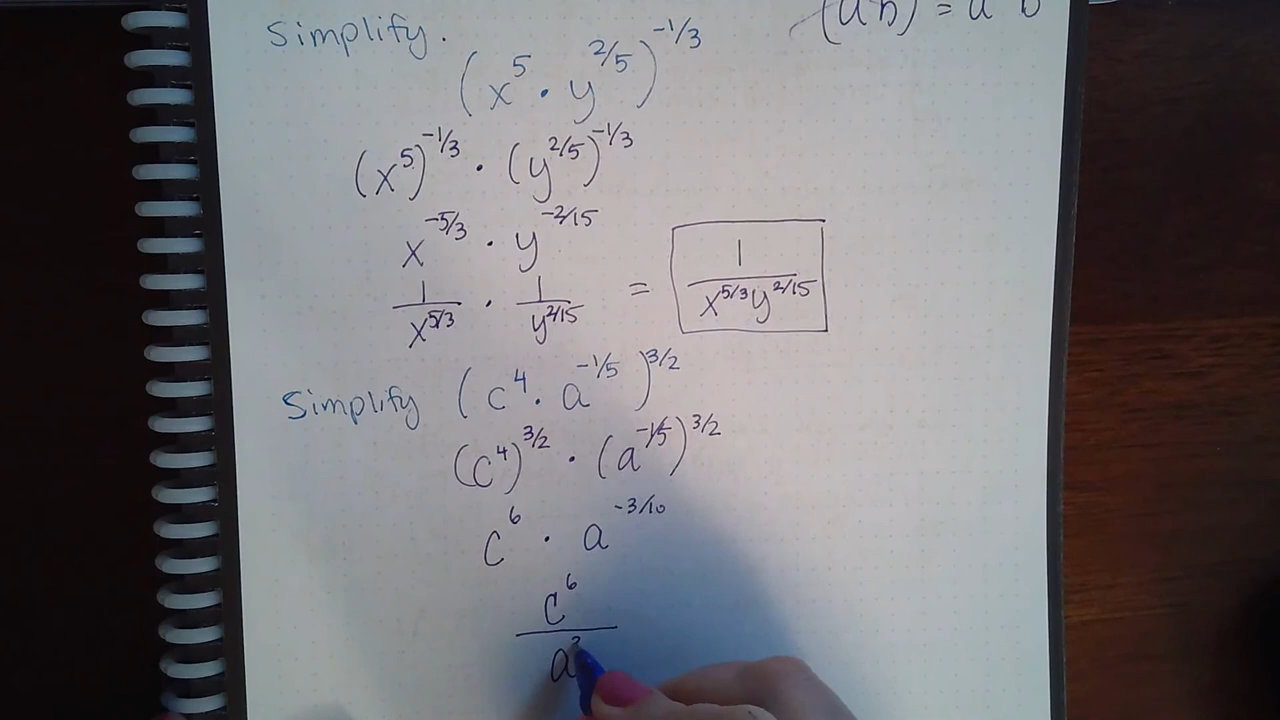 (ab) = a b
Simplify.
(x^5 · y^{2/5})^{-1/3}
(x^5)^{-1/3} · (y^{2/5})^{-1/3}
x^{-5/3} · y^{-2/15}
1/x^{5/3} · 1/y^{2/15} = 1/(x^{5/3}y^{2/15})
Simplify (c^4 · a^{-1/5})^{3/2}
(c^4)^{3/2} · (a^{-1/5})^{3/2}
c^6 · a^{-3/10}
c^6/a^3